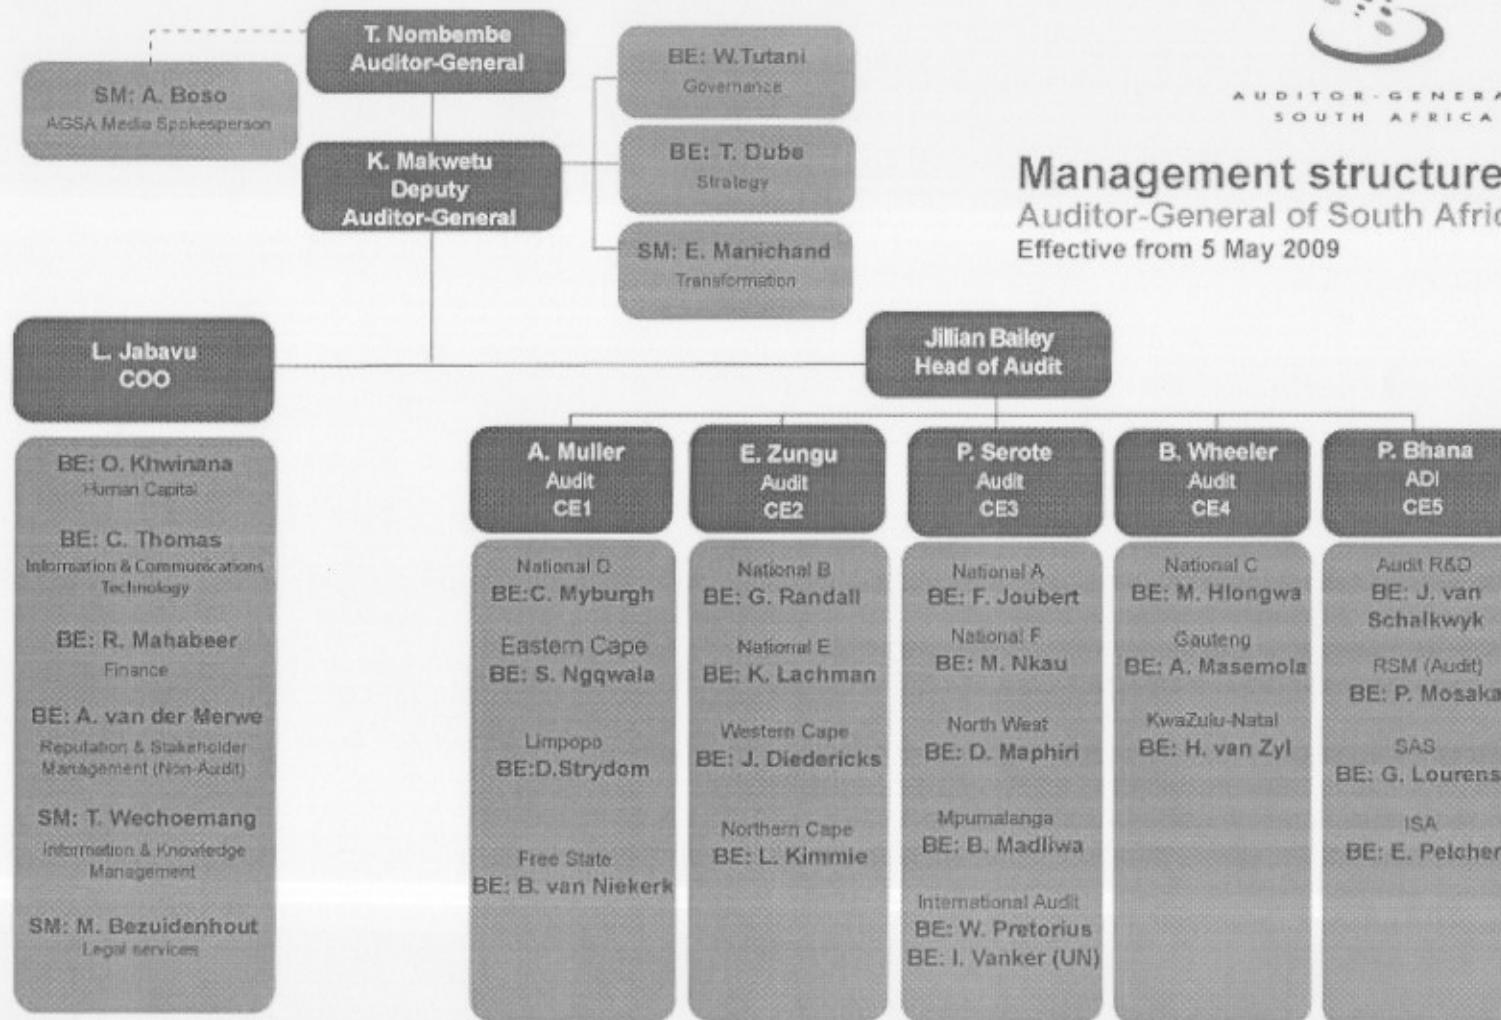 T. Nombembe
Auditor-General
SM: A. Boso
AGSA Media Spokesperson
K. Makwetu
Deputy
Auditor-General
BE: W.Tutani
Governance
BE: T. Dube
Strategy
SM: E. Manichand
Transformation
AUDITOR-GENERA
SOUTH AFRICA
Management structure
Auditor-General of South Afric
Effective from 5 May 2009
L. Jabavu
COO
Jillian Bailey
Head of Audit
BE: O. Khwinana
Human Capital
BE: C. Thomas
Information & Communications
Technology
BE: R. Mahabeer
Finance
BE: A. van der Merwe
Reputation & Stakeholder
Management (Non-Audit)
SM: T. Wechoemang
Information & Knowledge
Management
SM: M. Bezuidenhout
Legal services
A. Muller
Audit
CE1
National D
BE:C. Myburgh
Eastern Cape
BE: S. Ngqwala
Limpopo
BE:D.Strydom
Free State
BE: B. van Niekerk
E. Zungu
Audit
CE2
National B
BE: G. Randall
National E
BE: K. Lachman
Western Cape
BE: J. Diedericks
Northern Cape
BE: L. Kimmie
P. Serote
Audit
CE3
National A
BE: F. Joubert
National F
BE: M. Nkau
North West
BE: D. Maphiri
Mpumalanga
BE: B. Madliwa
International Audit
BE: W. Pretorius
BE: I. Vanker (UN)
B. Wheeler
Audit
CE4
National C
BE: M. Hlongwa
Gauteng
BE: A. Masemola
KwaZulu-Natal
BE: H. van Zyl
P. Bhana
ADI
CE5
Audit R&D
BE: J. van
Schalkwyk
RSM (Audit)
BE: P. Mosaka
SAS
BE: G. Lourens
ISA
BE: E. Pelcher